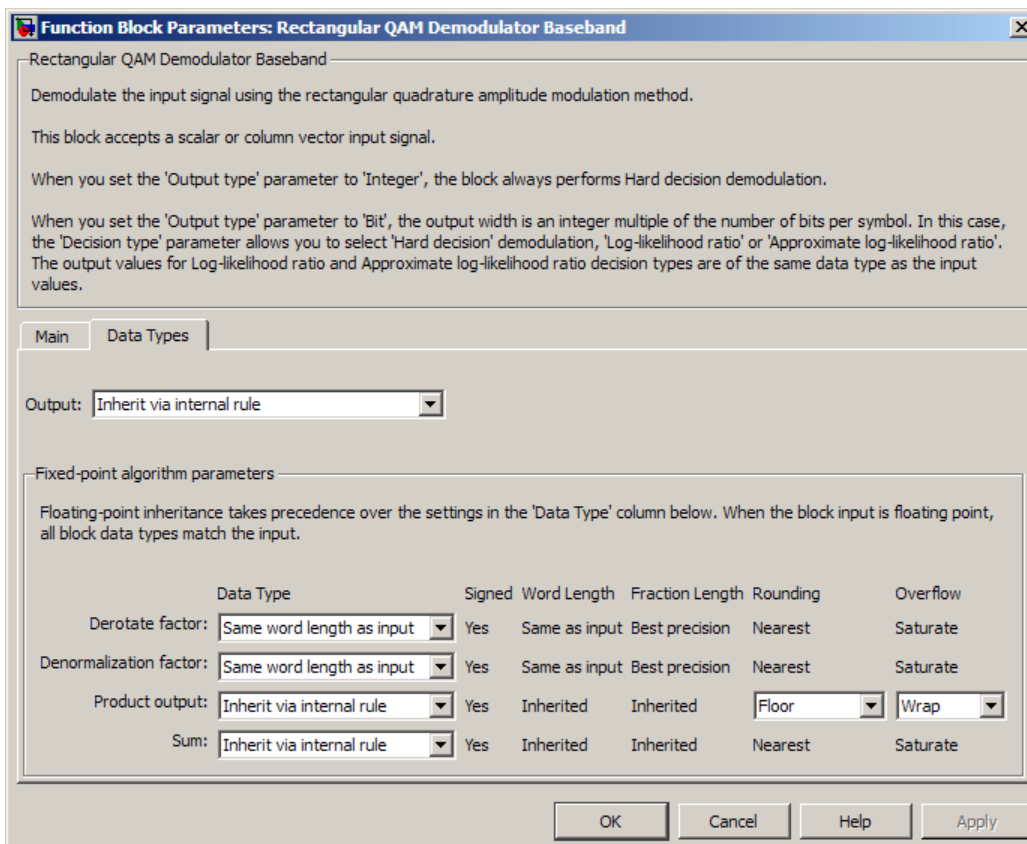 Function Block Parameters: Rectangular QAM Demodulator Baseband
Rectangular QAM Demodulator Baseband
Demodulate the input signal using the rectangular quadrature amplitude modulation method.
This block accepts a scalar or column vector input signal.
When you set the 'Output type' parameter to 'Integer', the block always performs Hard decision demodulation.
When you set the 'Output type' parameter to 'Bit', the output width is an integer multiple of the number of bits per symbol. In this case,
the 'Decision type' parameter allows you to select 'Hard decision' demodulation, 'Log-likelihood ratio' or 'Approximate log-likelihood ratio'.
The output values for Log-likelihood ratio and Approximate log-likelihood ratio decision types are of the same data type as the input
values.
Main Data Types
Output: Inherit via internal rule
Fixed-point algorithm parameters
Floating-point inheritance takes precedence over the settings in the 'Data Type' column below. When the block input is floating point,
all block data types match the input.
Data Type Signed Word Length Fraction Length Rounding Overflow
Derotate factor: Same word length as input Yes Same as input Best precision Nearest Saturate
Denormalization factor: Same word length as input Yes Same as input Best precision Nearest Saturate
Product output: Inherit via internal rule Yes Inherited Inherited Floor Wrap
Sum: Inherit via internal rule Yes Inherited Inherited Nearest Saturate
OK Cancel Help Apply